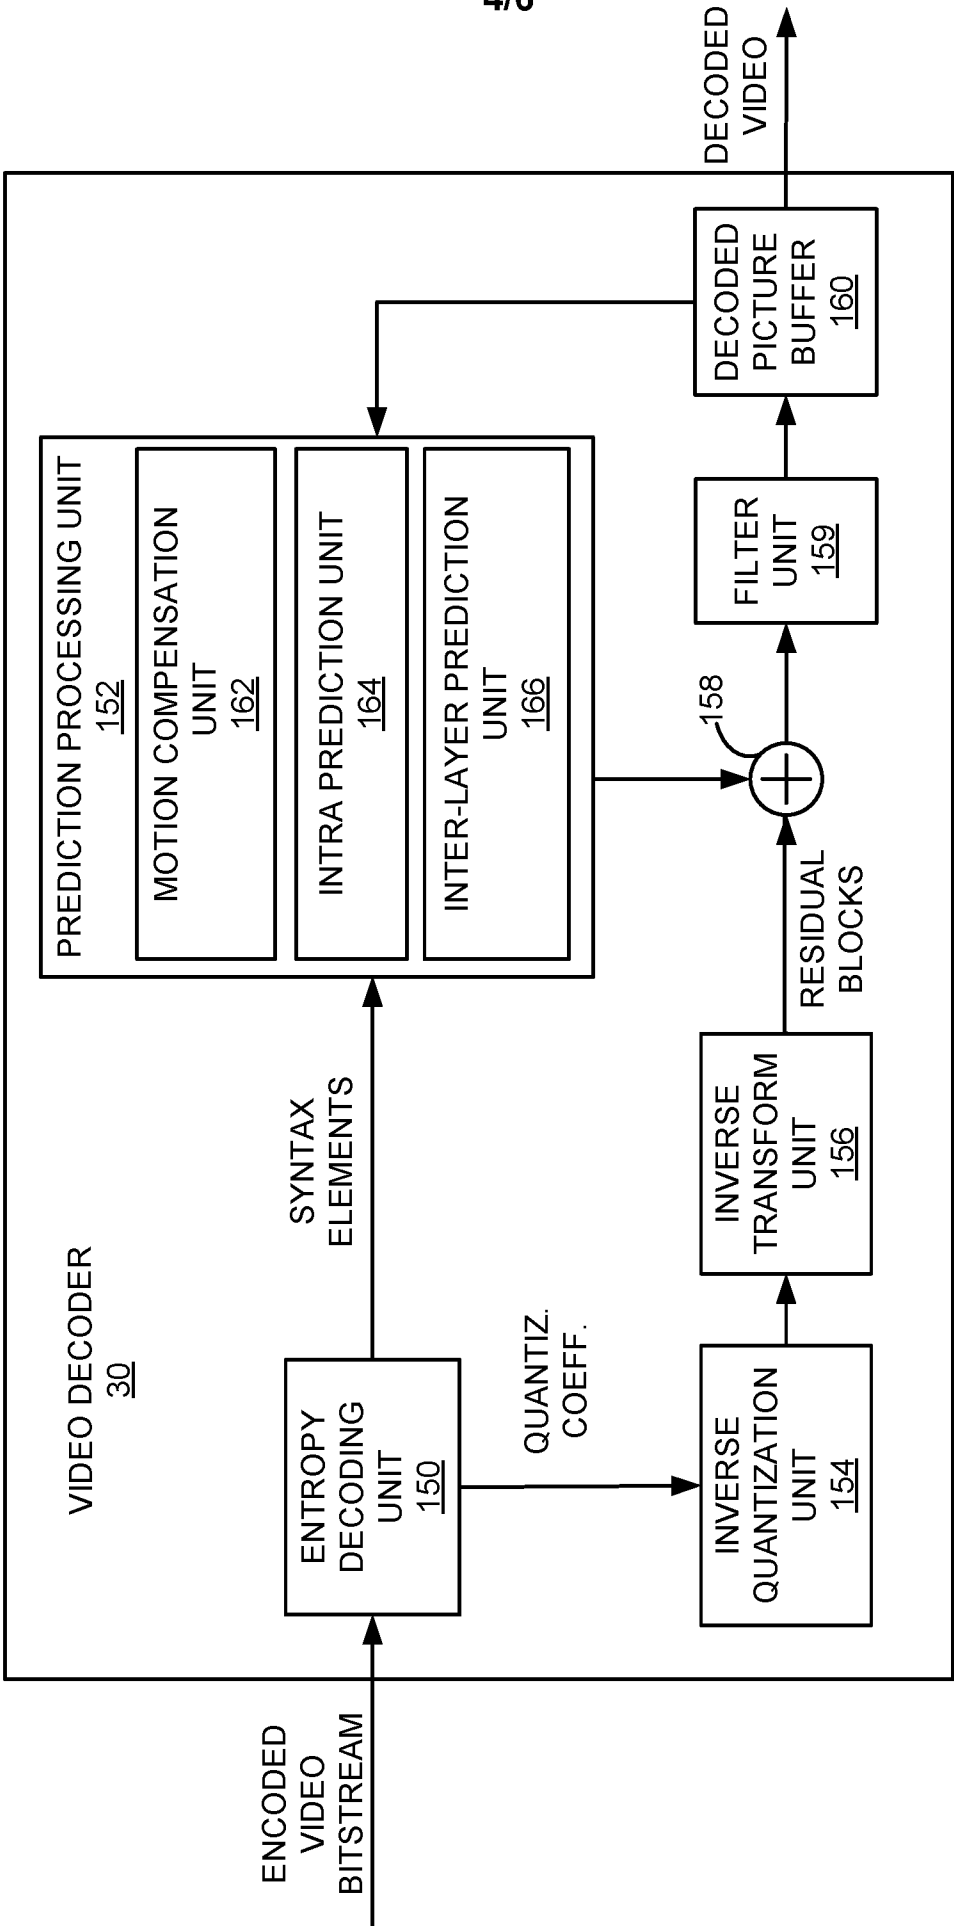 4/6
VIDEO DECODER
30
ENCODED
VIDEO
BITSTREAM
ENTROPY
DECODING
UNIT
150
SYNTAX
ELEMENTS
QUANTIZ.
COEFF.
PREDICTION PROCESSING UNIT
152
MOTION COMPENSATION
UNIT
162
INTRA PREDICTION UNIT
164
INTER-LAYER PREDICTION
UNIT
166
INVERSE
QUANTIZATION
UNIT
154
INVERSE
TRANSFORM
UNIT
156
RESIDUAL
BLOCKS
158
FILTER
UNIT
159
DECODED
PICTURE
BUFFER
160
DECODED
VIDEO